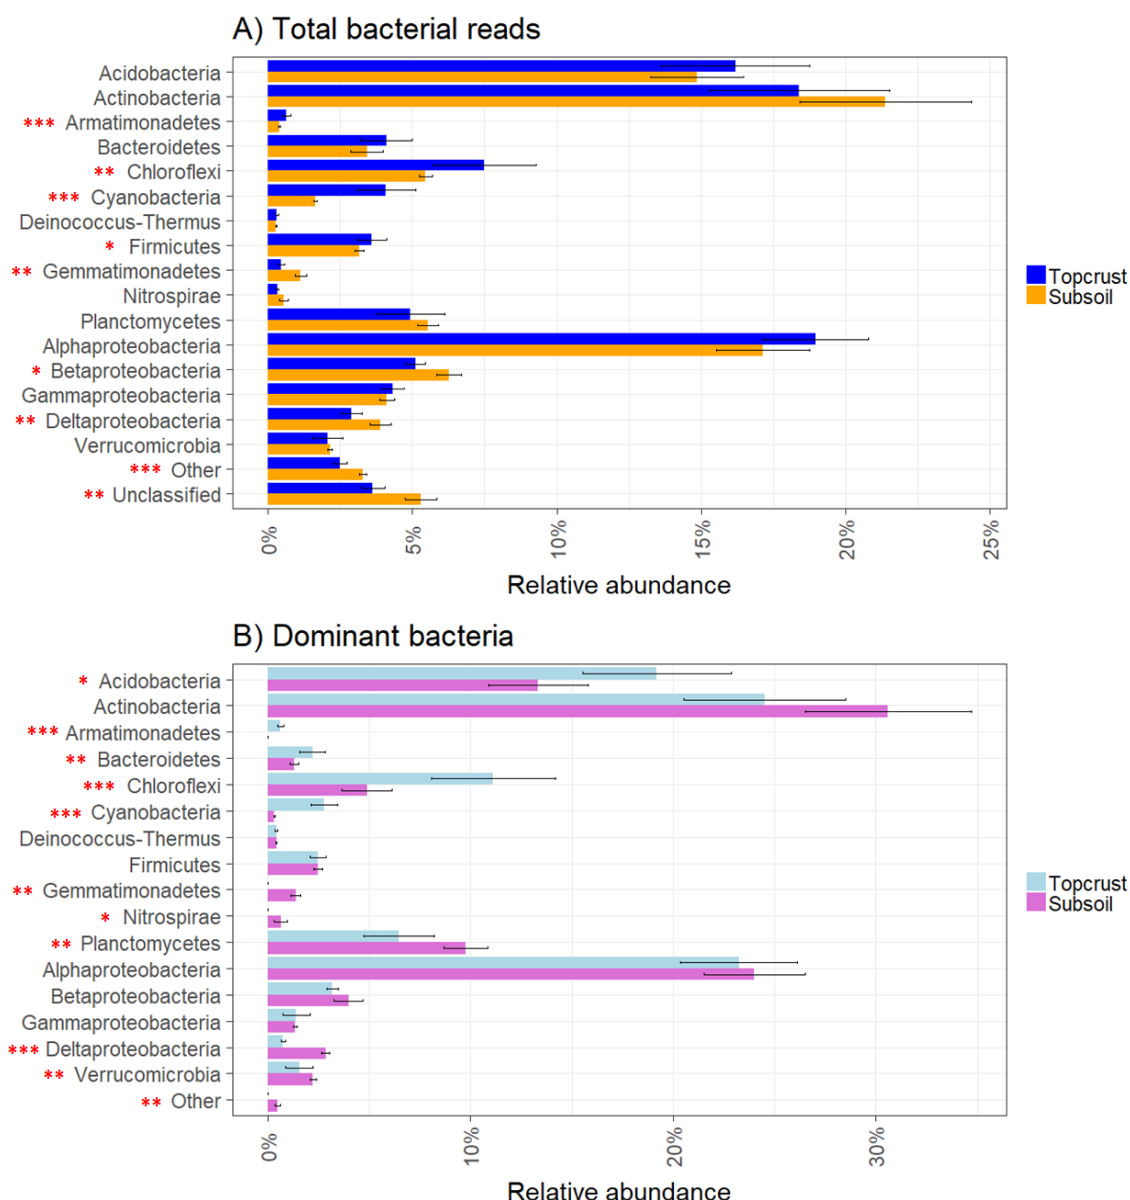 A) Total bacterial reads
Acidobacteria
Actinobacteria
*** Armatimonadetes
Bacteroidetes
** Chloroflexi
*** Cyanobacteria
Deinococcus-Thermus
* Firmicutes
** Gemmatimonadetes
Nitrospirae
Planctomycetes
Alphaproteobacteria
* Betaproteobacteria
Gammaproteobacteria
** Deltaproteobacteria
Verrucomicrobia
*** Other
** Unclassified
Topcrust
Subsoil
0% 5% 10% 15% 20% 25%
Relative abundance
B) Dominant bacteria
* Acidobacteria
Actinobacteria
*** Armatimonadetes
** Bacteroidetes
*** Chloroflexi
*** Cyanobacteria
Deinococcus-Thermus
Firmicutes
** Gemmatimonadetes
* Nitrospirae
** Planctomycetes
Alphaproteobacteria
Betaproteobacteria
Gammaproteobacteria
*** Deltaproteobacteria
** Verrucomicrobia
** Other
Topcrust
Subsoil
0% 10% 20% 30%
Relative abundance